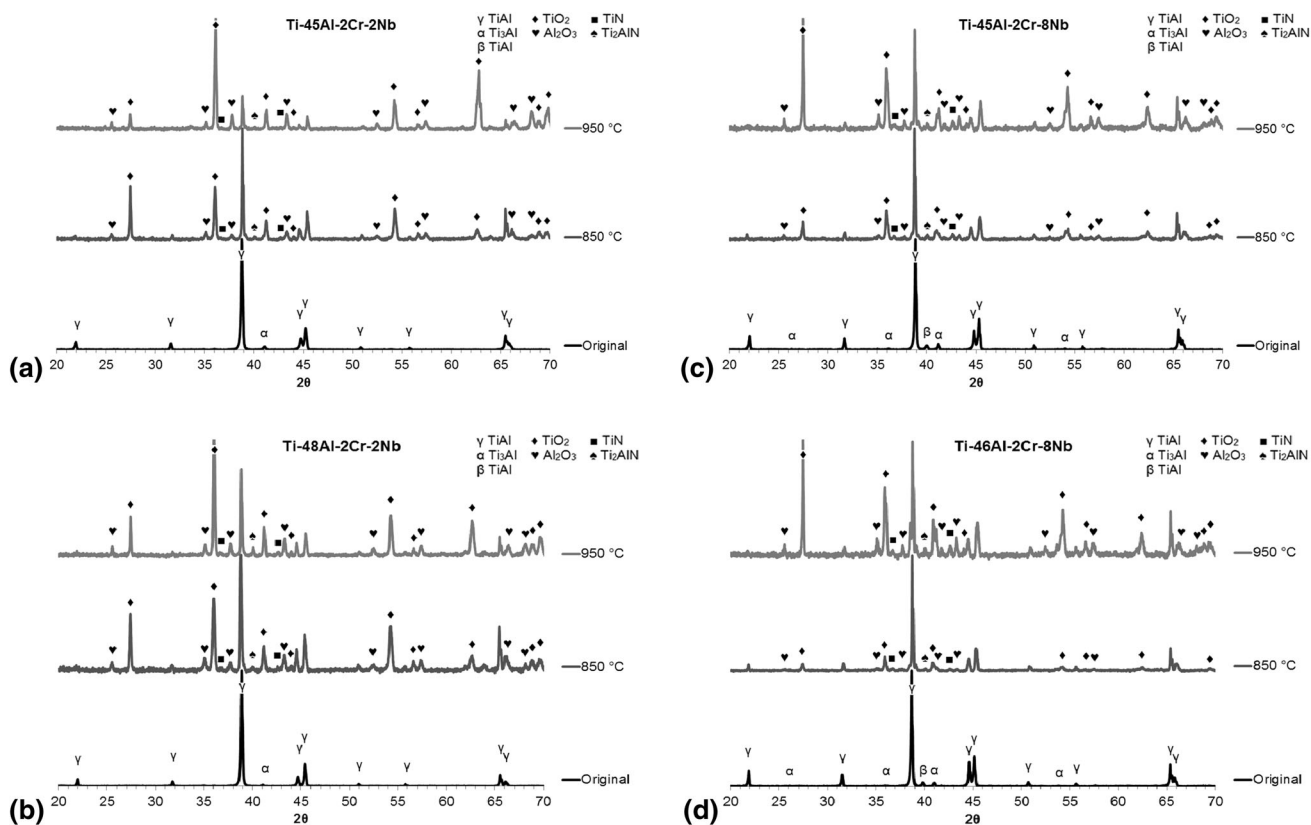 Ti-45Al-2Cr-2Nb
γ TiAl ♦ TiO₂ ■ TiN
α Ti₃Al ♥ Al₂O₃ ♠ Ti₂AlN
β TiAl
950 °C
850 °C
γ
γ
γ
α
γ
γ
γ
γ
γ
γ
Original
20 25 30 35 40 45 50 55 60 65 70
2θ
(a)
Ti-45Al-2Cr-8Nb
γ TiAl ♦ TiO₂ ■ TiN
α Ti₃Al ♥ Al₂O₃ ♠ Ti₂AlN
β TiAl
950 °C
850 °C
γ
γ
α
γ
α
β
α
γ
γ
γ
α
γ
γ
γ
Original
20 25 30 35 40 45 50 55 60 65 70
2θ
(c)
Ti-48Al-2Cr-2Nb
γ TiAl ♦ TiO₂ ■ TiN
α Ti₃Al ♥ Al₂O₃ ♠ Ti₂AlN
β TiAl
950 °C
850 °C
γ
γ
γ
α
γ
γ
γ
γ
γ
γ
Original
20 25 30 35 40 45 50 55 60 65 70
2θ
(b)
Ti-46Al-2Cr-8Nb
γ TiAl ♦ TiO₂ ■ TiN
α Ti₃Al ♥ Al₂O₃ ♠ Ti₂AlN
β TiAl
950 °C
850 °C
γ
γ
α
γ
α
β
α
γ
γ
γ
α
γ
γ
γ
Original
20 25 30 35 40 45 50 55 60 65 70
2θ
(d)